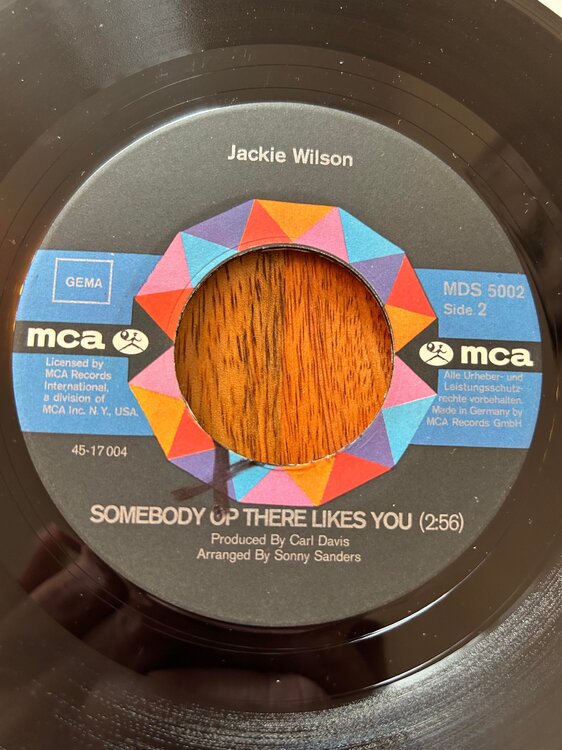 Jackie Wilson
GEMA
mca
Licensed by
MCA Records
International,
a division of
MCA Inc. N.Y., USA.
45-17 004
MDS 5002
Side 2
mca
Alle Urheber- und
Leistungsschutz-
rechte vorbehalten.
Made in Germany by
MCA Records GmbH
SOMEBODY UP THERE LIKES YOU (2:56)
Produced By Carl Davis
Arranged By Sonny Sanders